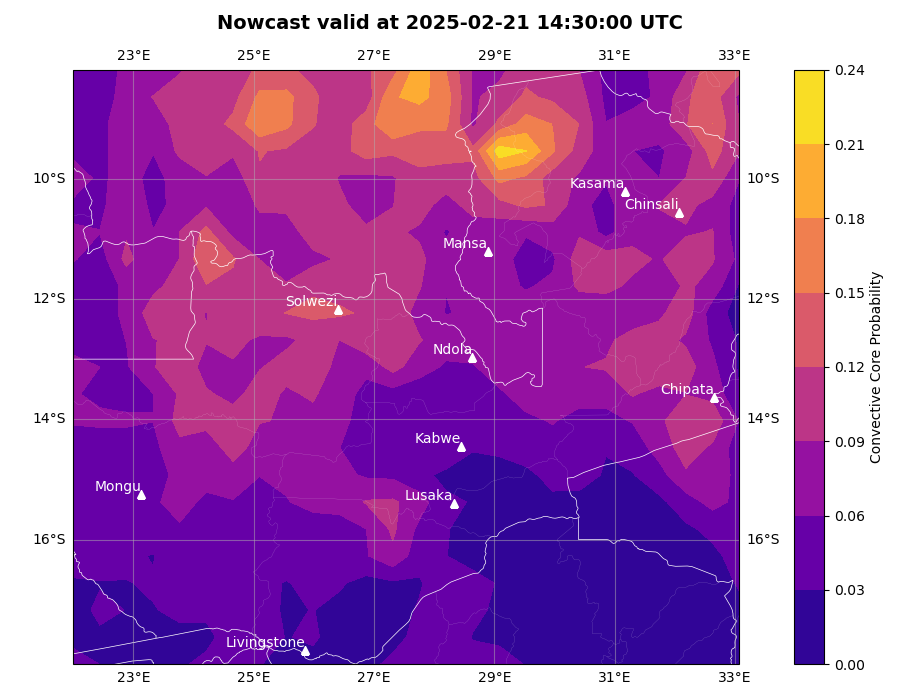 Nowcast valid at 2025-02-21 14:30:00 UTC
23°E 25°E 27°E 29°E 31°E 33°E
0.24
0.21
0.18
0.15
0.12
0.09
0.06
0.03
0.00
Convective Core Probability
10°S 10°S
12°S 12°S
14°S 14°S
16°S 16°S
Kasama
Chinsali
Mansa
Solwezi
Ndola
Chipata
Kabwe
Mongu
Lusaka
Livingstone
23°E 25°E 27°E 29°E 31°E 33°E